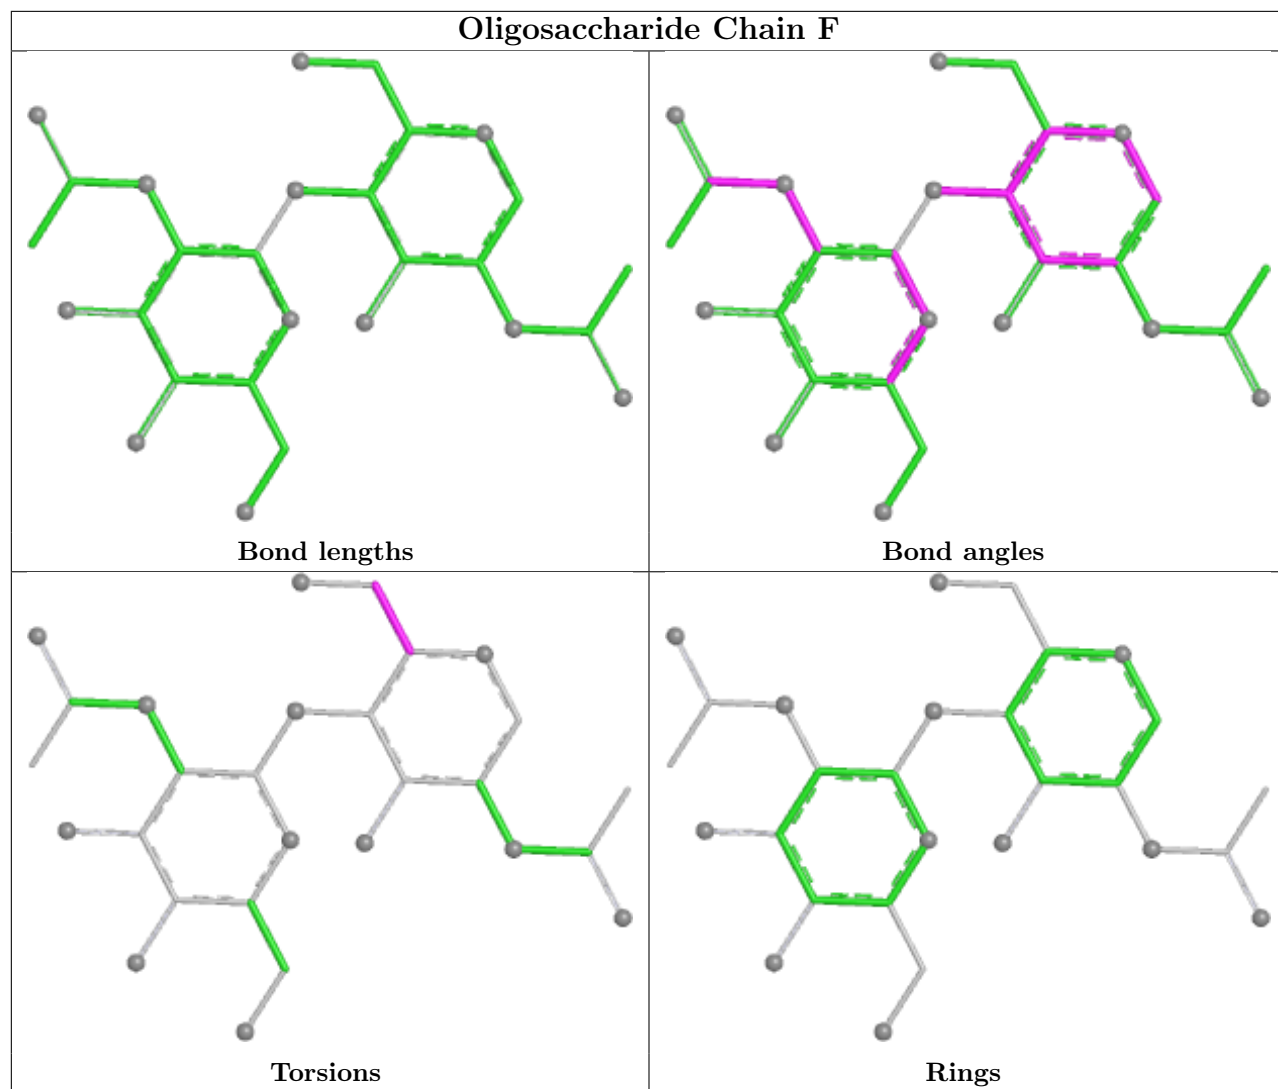 Oligosaccharide Chain F
Bond lengths
Bond angles
Torsions
Rings